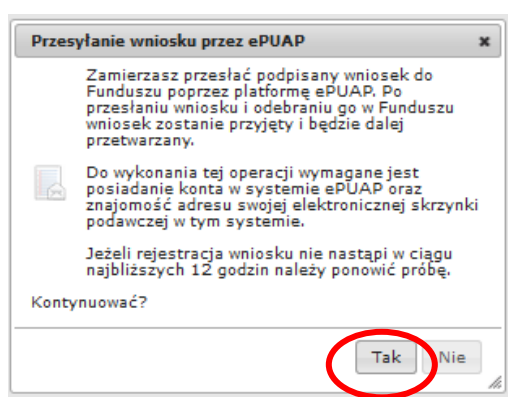 Przesyłanie wniosku przez ePUAP
Zamierzasz przesłać podpisany wniosek do
Funduszu poprzez platformę ePUAP. Po
przesłaniu wniosku i odebraniu go w Funduszu
wniosek zostanie przyjęty i będzie dalej
przetwarzany.
Do wykonania tej operacji wymagane jest
posiadanie konta w systemie ePUAP oraz
znajomość adresu swojej elektronicznej skrzynki
podawczej w tym systemie.
Jeżeli rejestracja wniosku nie nastąpi w ciągu
najbliższych 12 godzin należy ponowić próbę.
Kontynuować?
Tak Nie